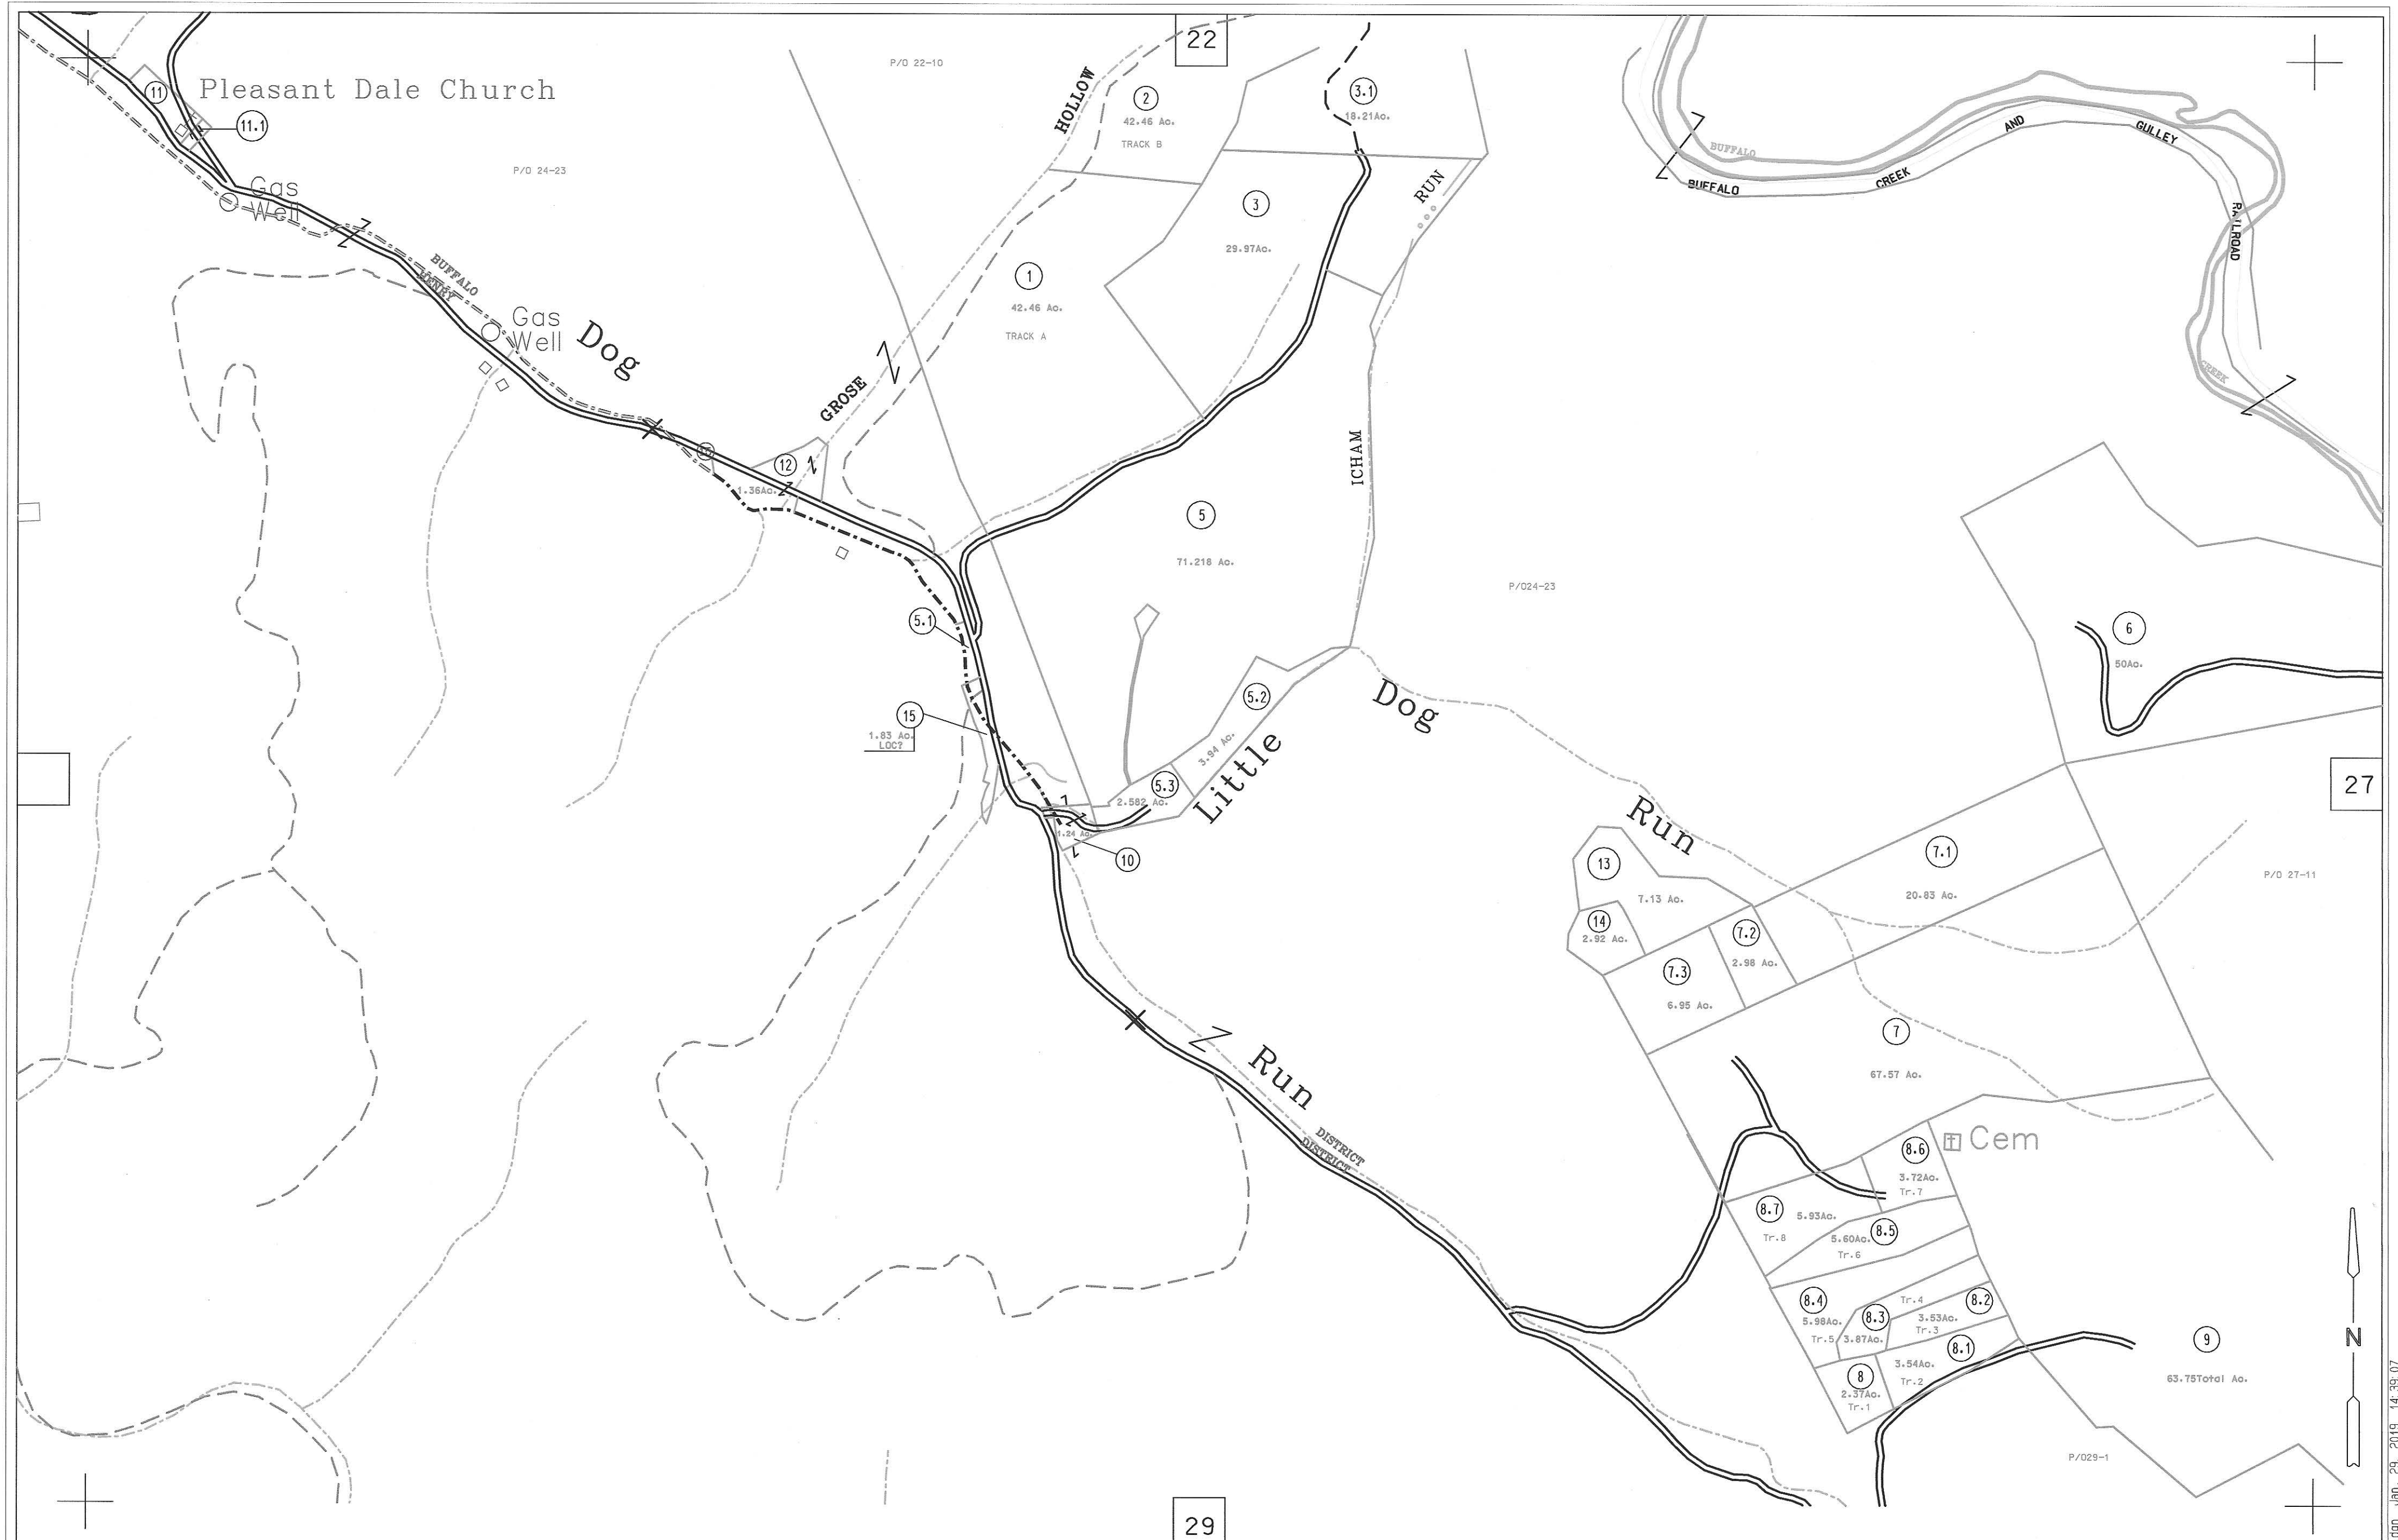 22
P/O 22-10
HOLLOW
2
42.46 Ac.
TRACK B
3.1
18.21Ac.
11
Pleasant Dale Church
11.1
P/O 24-23
BUFFALO
AND
GULLEY
BUFFALO
CREEK
RAILROAD
CREEK
Gas
Well
RUN
3
29.97Ac.
BUFFALO
HENRY
1
42.46 Ac.
TRACK A
Gas
Well
Dog
GROSE
12
1.36Ac.
ICHAM
5
71.218 Ac.
P/O24-23
5.1
6
50Ac.
5.2
3.94 Ac.
Dog
15
1.83 Ac.
LOC?
Little
5.3
2.582 Ac.
27
1.24 Ac.
10
Run
13
7.13 Ac.
7.1
20.83 Ac.
P/O 27-11
14
2.92 Ac.
7.2
2.98 Ac.
7.3
6.95 Ac.
7
67.57 Ac.
Run
DISTRICT
DISTRICT
Cem
8.6
3.72Ac.
Tr.7
8.7
5.93Ac.
Tr.8
8.5
5.60Ac.
Tr.6
8.4
5.98Ac.
Tr.5
8.3
3.87Ac.
Tr.4
8.2
3.53Ac.
Tr.3
8.1
3.54Ac.
Tr.2
8
2.37Ac.
Tr.1
9
63.75Total Ac.
N
P/O29-1
29
Jan. 29, 2019 14:39:07